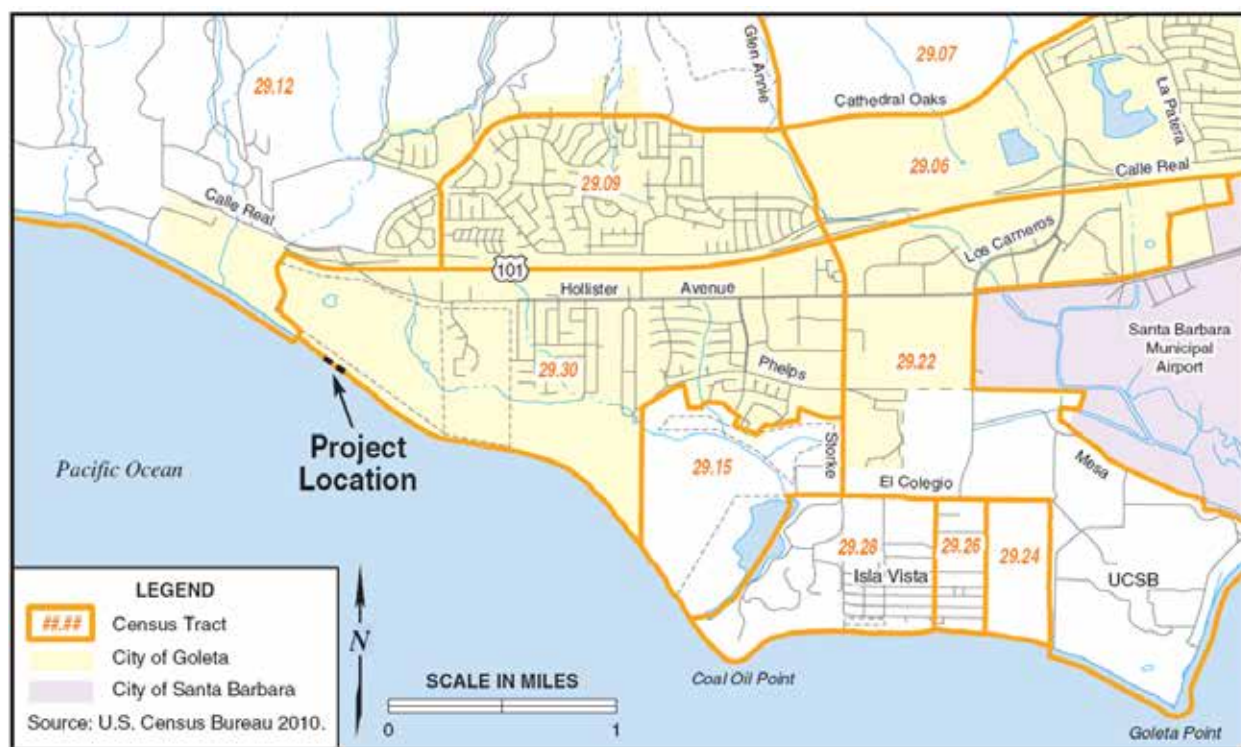 29.12
29.07
Glen Annie
Cathedral Oaks
La Patera
29.09
29.06
Calle Real
Calle Real
Los Carneros
101
Hollister Avenue
Santa Barbara
Municipal
Airport
29.30
Phelps
29.22
Project
Location
Pacific Ocean
29.15
Storke
El Colegio
Mesa
29.28
29.26
29.24
Isla Vista
UCSB
LEGEND
##.## Census Tract
City of Goleta
City of Santa Barbara
Source: U.S. Census Bureau 2010.
N
SCALE IN MILES
0 1
Coal Oil Point
Goleta Point